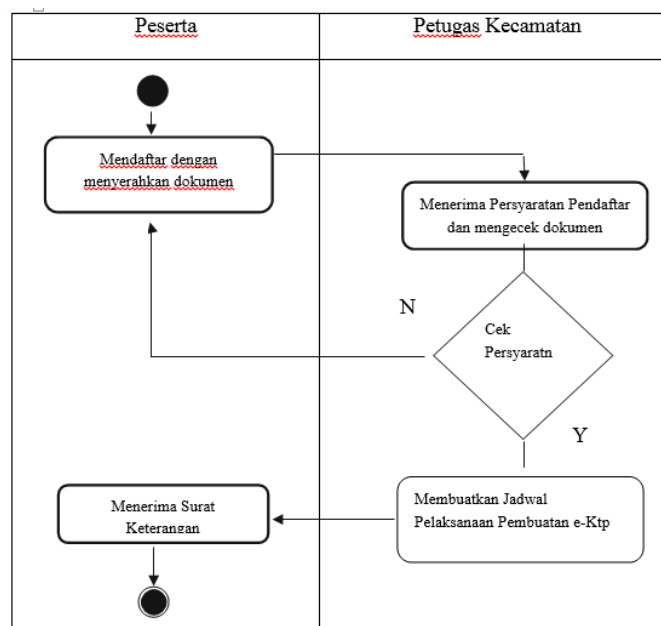 Peserta
Petugas Kecamatan
Mendaftar dengan
menyerahkan dokumen
Menerima Persyaratan Pendaftar
dan mengecek dokumen
N
Cek
Persyaratn
Y
Membuatkan Jadwal
Pelaksanaan Pembuatan e-Ktp
Menerima Surat
Keterangan